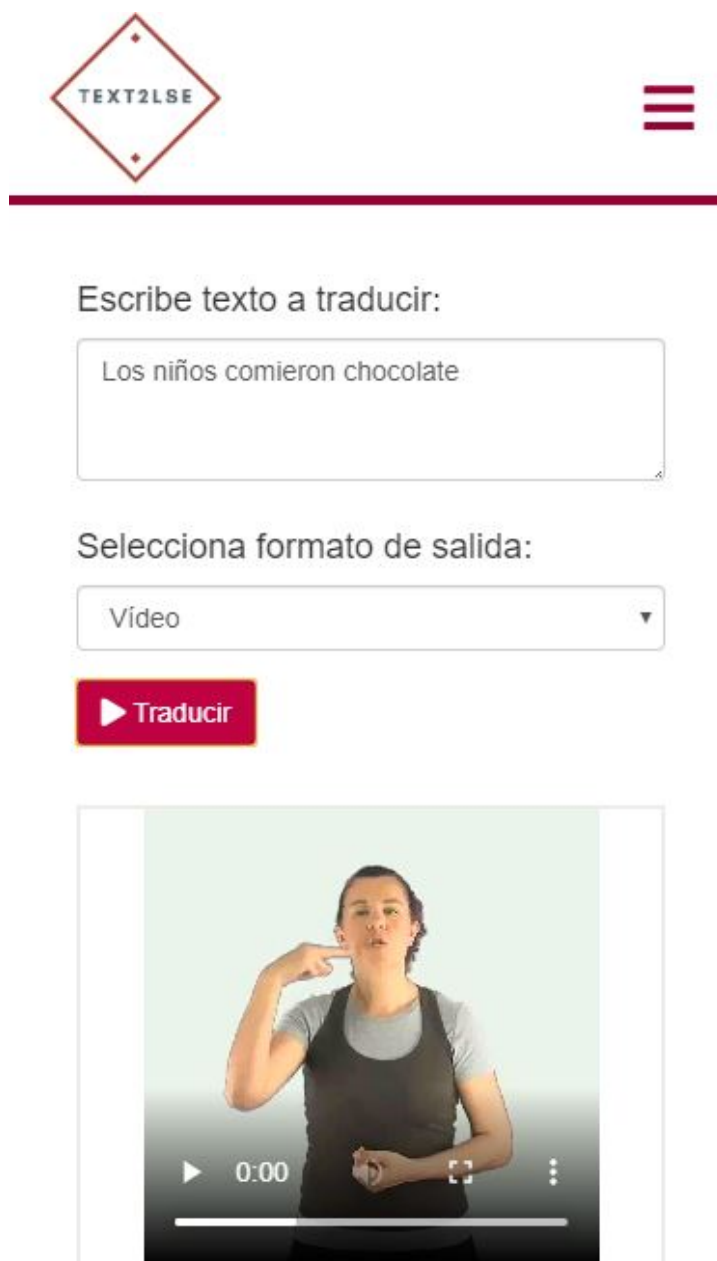 TEXT2LSE
Escribe texto a traducir:
Los niños comieron chocolate
Selecciona formato de salida:
Vídeo
Traducir
0:00